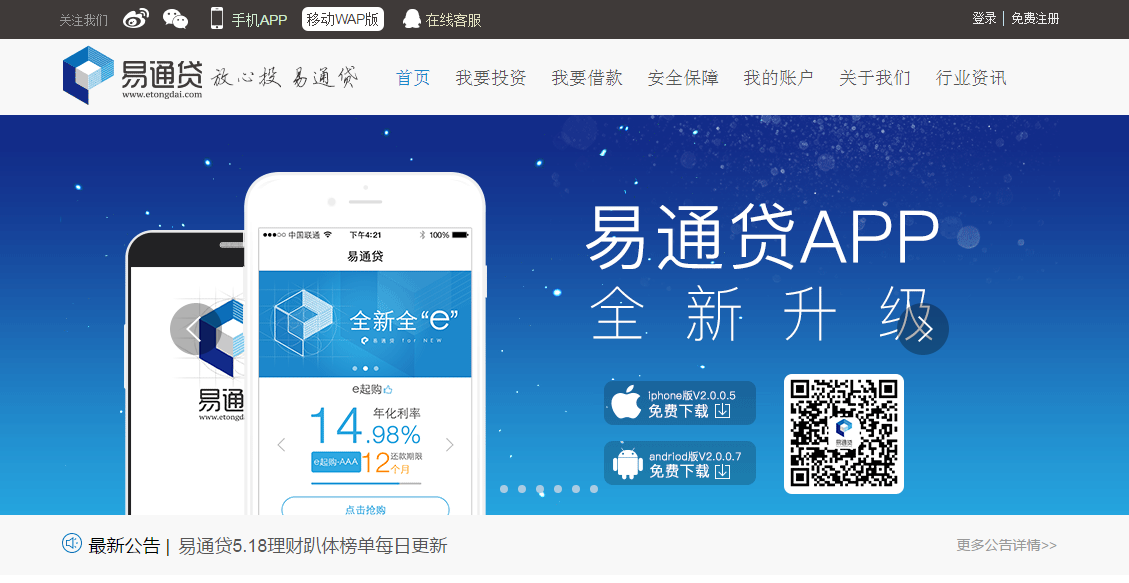 关注我们 手机APP 移动WAP版 在线客服 登录 | 免费注册
易通贷 放心投 易通贷
www.etongdai.com
首页 我要投资 我要借款 安全保障 我的账户 关于我们 行业资讯
中国联通 下午4:21 100%
易通贷
全新全“e”
易通贷 for NEW
e起购
14.98% 年化利率
e起购-AAA 12个月 还款期限
点击抢购
易通
www.etongd
易通贷APP
全新升级
Iphone版V2.0.0.5
免费下载
andriod版V2.0.0.7
免费下载
易通贷
最新公告 | 易通贷5.18理财趴体榜单每日更新 更多公告详情>>